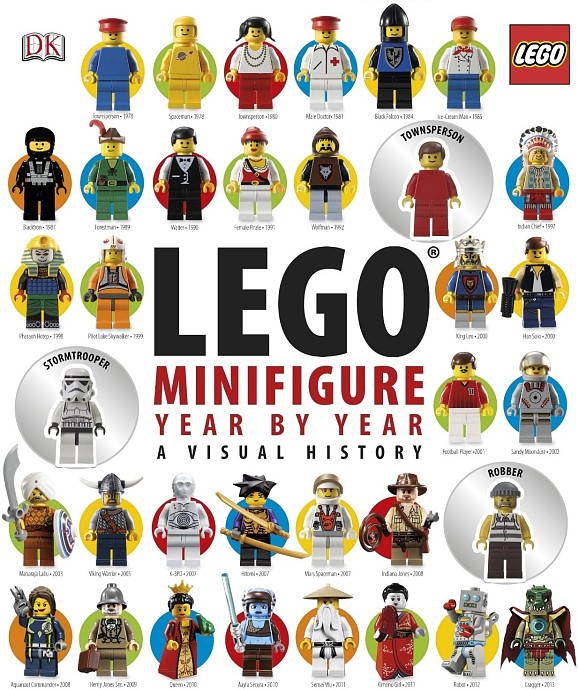 DK
LEGO
Townsperson • 1978
Spaceman • 1978
Townsperson • 1980
Male Doctor • 1981
Black Falcon • 1984
Ice-Cream Man • 1985
TOWNSPERSON
Blacktron • 1987
Forestman • 1989
Waiter • 1990
Female Pirate • 1991
Wolfman • 1992
Indian Chief • 1997
LEGO®
Pharaoh Hotep • 1998
Pilot Luke Skywalker • 1999
King Leo • 2000
Han Solo • 2000
MINIFIGURE
YEAR BY YEAR
A VISUAL HISTORY
STORMTROOPER
Football Player • 2001
Sandy Moondust • 2002
ROBBER
Maharaja Lallu • 2003
Viking Warrior • 2005
K-3PO • 2007
Hitomi • 2007
Mars Spaceman • 2007
Indiana Jones • 2008
Aquanaut Commander • 2008
Henry Jones Snr. • 2009
Queen • 2010
Aayla Secura • 2010
Sensei Wu • 2011
Kimono Girl • 2011
Robot • 2012
Cragger • 2013